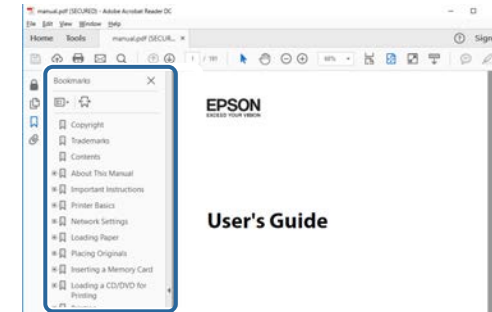 manual.pdf (SECURED) - Adobe Acrobat Reader DC
File Edit View Window Help
Home Tools manual.pdf (SECUR... × Sign
1 / 191
Bookmarks ×
EPSON
EXCEED YOUR VISION
Copyright
Trademarks
Contents
About This Manual
Important Instructions
Printer Basics
Network Settings
Loading Paper
Placing Originals
Inserting a Memory Card
Loading a CD/DVD for
Printing
User's Guide